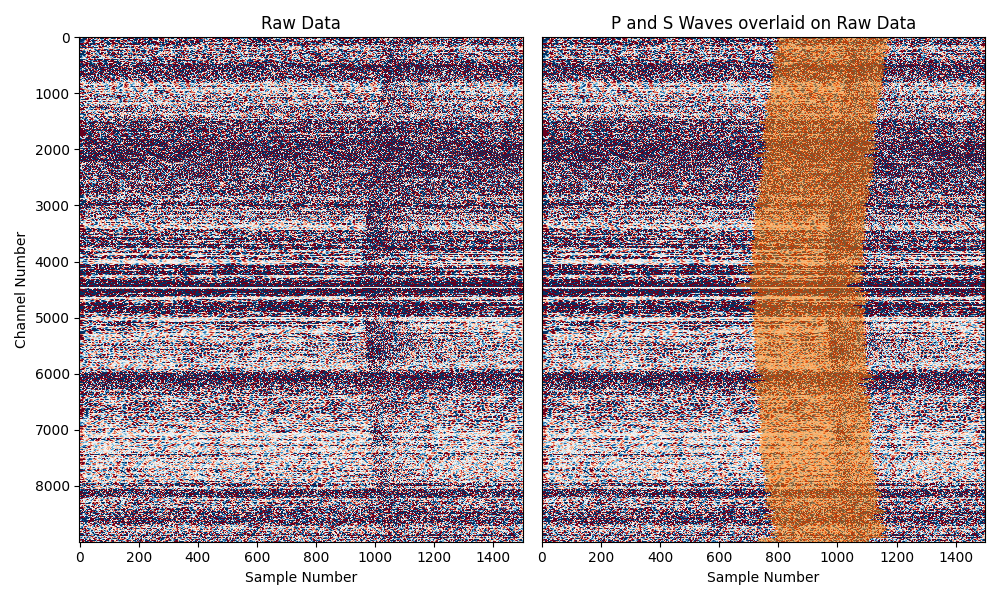 Raw Data
P and S Waves overlaid on Raw Data
Channel Number
0
1000
2000
3000
4000
5000
6000
7000
8000
0 200 400 600 800 1000 1200 1400
0 200 400 600 800 1000 1200 1400
Sample Number
Sample Number